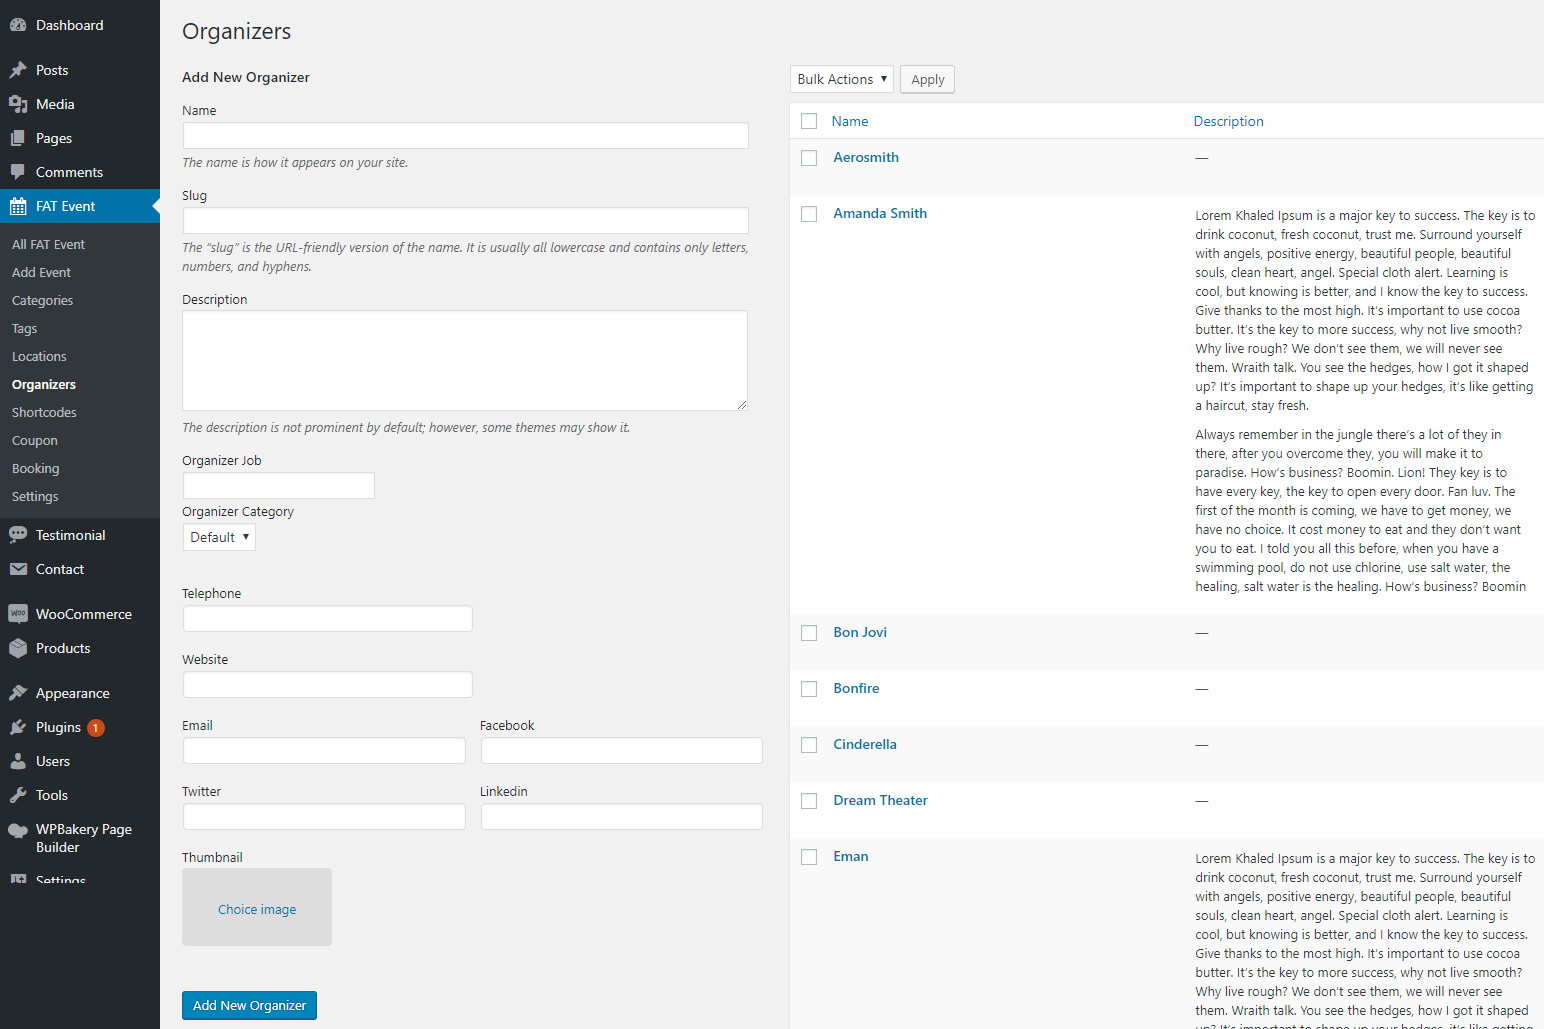 Dashboard
Posts
Media
Pages
Comments
FAT Event
All FAT Event
Add Event
Categories
Tags
Locations
Organizers
Shortcodes
Coupon
Booking
Settings
Testimonial
Contact
WooCommerce
Products
Appearance
Plugins 1
Users
Tools
WPBakery Page
Builder
Settings
Organizers
Add New Organizer
Name
The name is how it appears on your site.
Slug
The “slug” is the URL-friendly version of the name. It is usually all lowercase and contains only letters,
numbers, and hyphens.
Description
The description is not prominent by default; however, some themes may show it.
Organizer Job
Organizer Category
Default
Telephone
Website
Email Facebook
Twitter Linkedin
Thumbnail
Choice image
Add New Organizer
Bulk Actions Apply
Name Description
Aerosmith —
Amanda Smith
Lorem Khaled Ipsum is a major key to success. The key is to
drink coconut, fresh coconut, trust me. Surround yourself
with angels, positive energy, beautiful people, beautiful
souls, clean heart, angel. Special cloth alert. Learning is
cool, but knowing is better, and I know the key to success.
Give thanks to the most high. It’s important to use cocoa
butter. It’s the key to more success, why not live smooth?
Why live rough? We don’t see them, we will never see
them. Wraith talk. You see the hedges, how I got it shaped
up? It’s important to shape up your hedges, it’s like getting
a haircut, stay fresh.
Always remember in the jungle there’s a lot of they in
there, after you overcome they, you will make it to
paradise. How’s business? Boomin. Lion! They key is to
have every key, the key to open every door. Fan luv. The
first of the month is coming, we have to get money, we
have no choice. It cost money to eat and they don’t want
you to eat. I told you all this before, when you have a
swimming pool, do not use chlorine, use salt water, the
healing, salt water is the healing. How’s business? Boomin
Bon Jovi —
Bonfire —
Cinderella —
Dream Theater —
Eman
Lorem Khaled Ipsum is a major key to success. The key is to
drink coconut, fresh coconut, trust me. Surround yourself
with angels, positive energy, beautiful people, beautiful
souls, clean heart, angel. Special cloth alert. Learning is
cool, but knowing is better, and I know the key to success.
Give thanks to the most high. It’s important to use cocoa
butter. It’s the key to more success, why not live smooth?
Why live rough? We don’t see them, we will never see
them. Wraith talk. You see the hedges, how I got it shaped
up? It’s important to shape up your hedges, it’s like getting